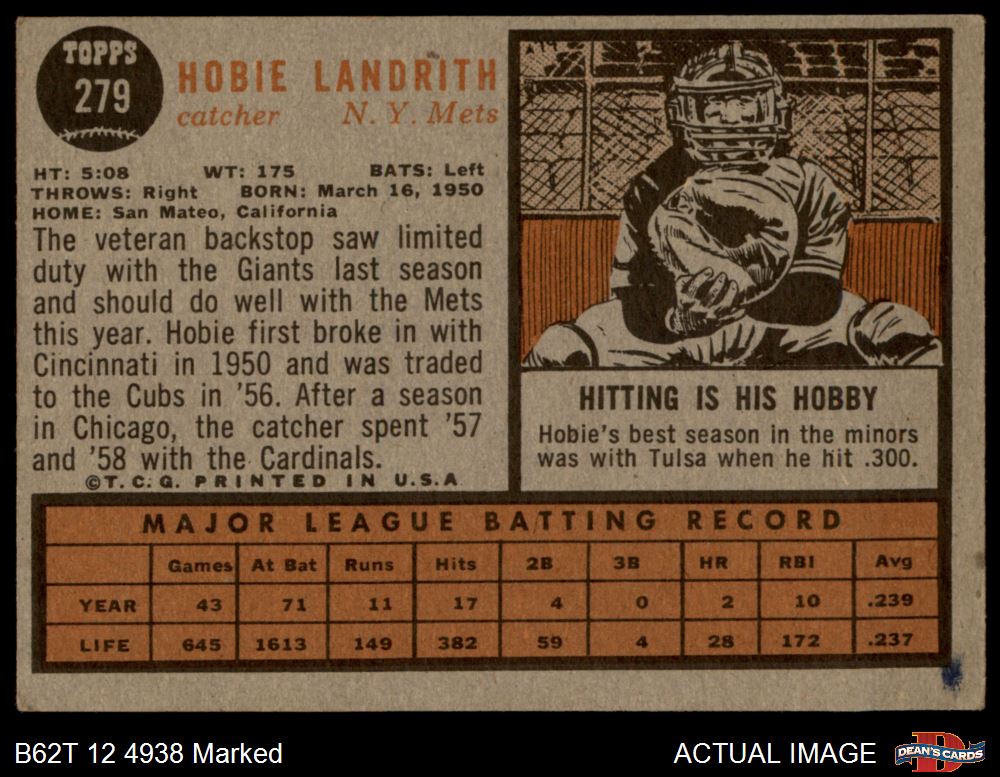 TOPPS
279
HOBIE LANDRITH
catcher N. Y. Mets
HT: 5:08 WT: 175 BATS: Left
THROWS: Right BORN: March 16, 1950
HOME: San Mateo, California
The veteran backstop saw limited
duty with the Giants last season
and should do well with the Mets
this year. Hobie first broke in with
Cincinnati in 1950 and was traded
to the Cubs in '56. After a season
in Chicago, the catcher spent '57
and '58 with the Cardinals.
©T.C.G. PRINTED IN U.S.A
HITTING IS HIS HOBBY
Hobie's best season in the minors
was with Tulsa when he hit .300.
MAJOR LEAGUE BATTING RECORD
Games At Bat Runs Hits 2B 3B HR RBI Avg
YEAR 43 71 11 17 4 0 2 10 .239
LIFE 645 1613 149 382 59 4 28 172 .237
B62T 12 4938 Marked
ACTUAL IMAGE
DEAN'S CARDS